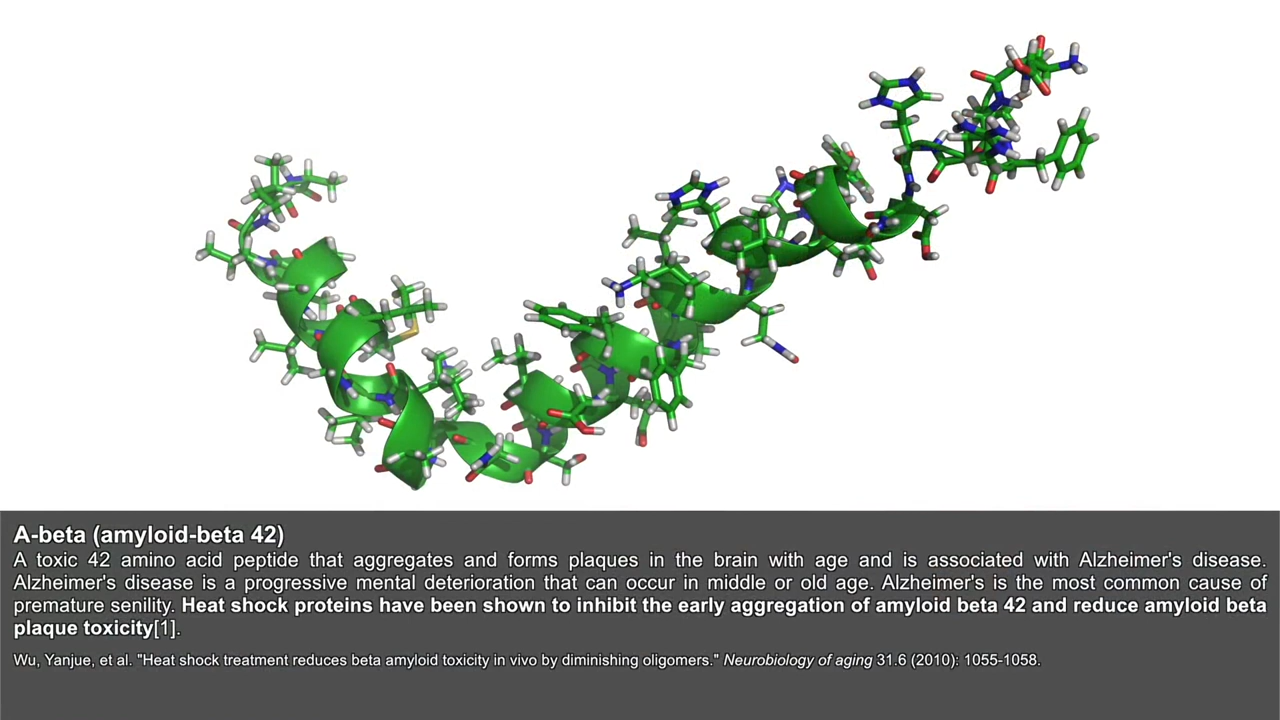 A-beta (amyloid-beta 42)
A toxic 42 amino acid peptide that aggregates and forms plaques in the brain with age and is associated with Alzheimer's disease.
Alzheimer's disease is a progressive mental deterioration that can occur in middle or old age. Alzheimer's is the most common cause of
premature senility. Heat shock proteins have been shown to inhibit the early aggregation of amyloid beta 42 and reduce amyloid beta
plaque toxicity[1].
Wu, Yanjue, et al. "Heat shock treatment reduces beta amyloid toxicity in vivo by diminishing oligomers." Neurobiology of aging 31.6 (2010): 1055-1058.